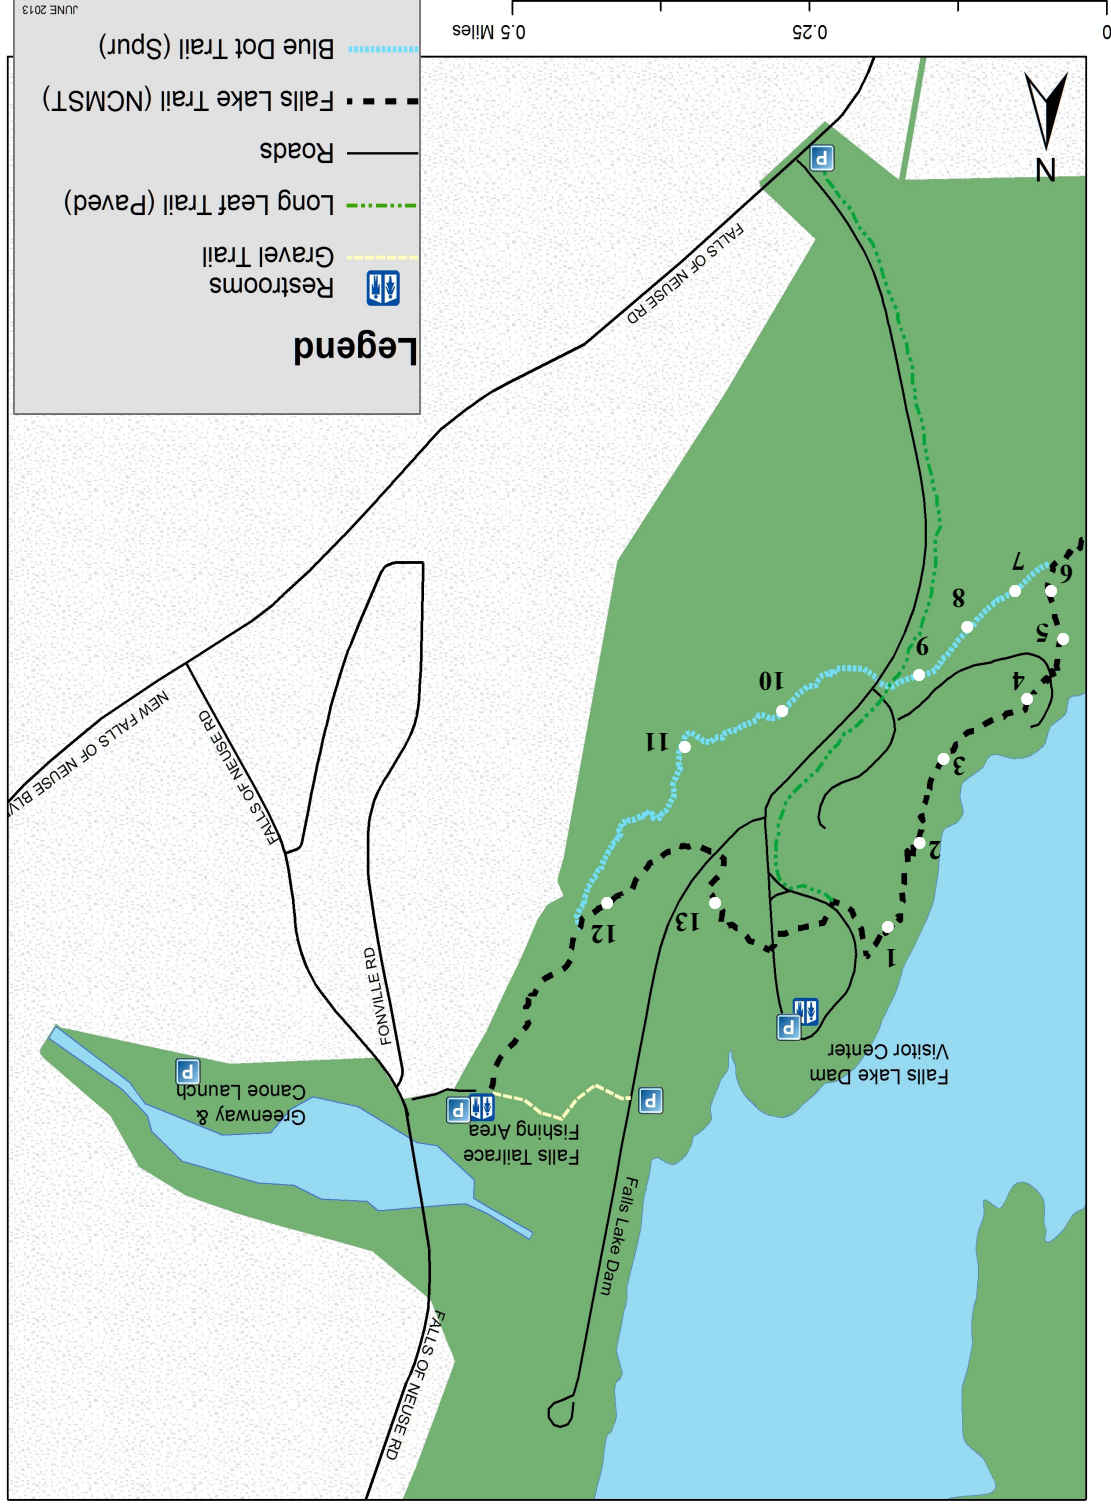 FALLS OF NEUSE RD
Falls Lake Dam
Falls Tailrace
Fishing Area
Greenway &
Canoe Launch
P
P
P
P
P
Falls Lake Dam
Visitor Center
FONVILLE RD
1
2
3
4
5
6
7
8
9
10
11
12
13
FALLS OF NEUSE RD
NEW FALLS OF NEUSE BLV
FALLS OF NEUSE RD
Legend
Restrooms
Gravel Trail
Long Leaf Trail (Paved)
Roads
Falls Lake Trail (NCMST)
Blue Dot Trail (Spur)
JUNE 2013
N
0
0.25
0.5 Miles